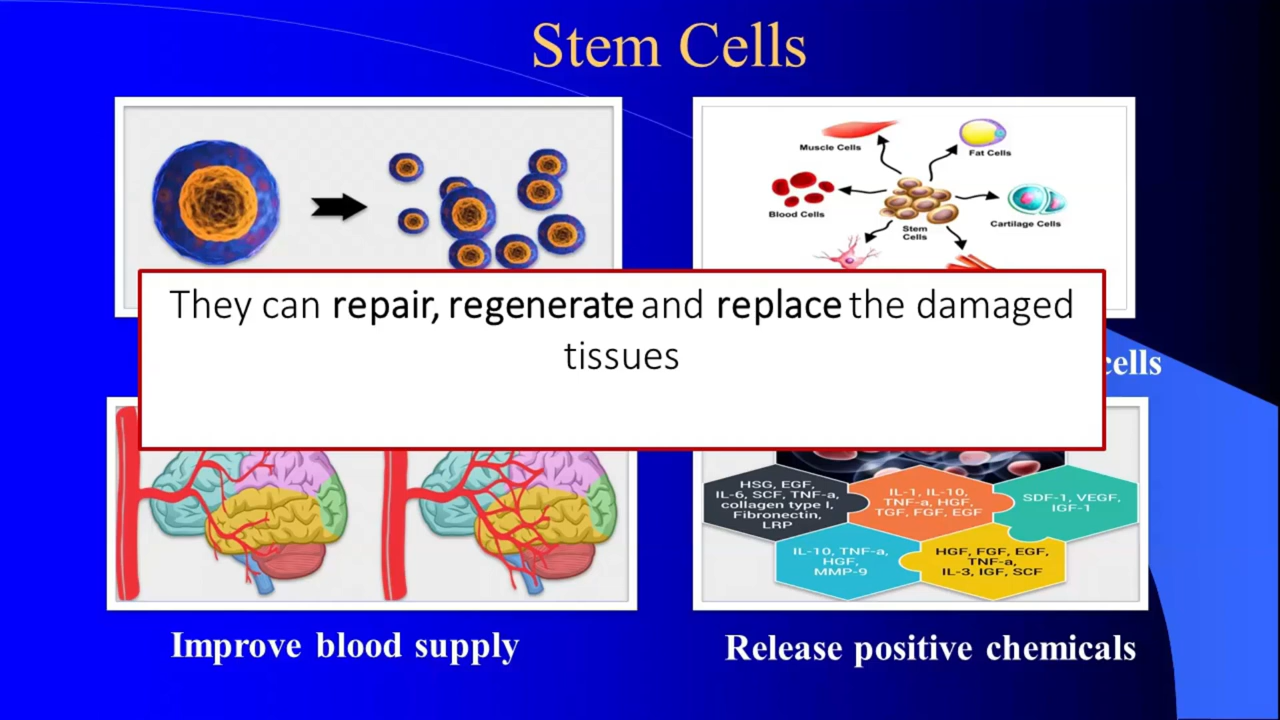 Stem Cells
Muscle Cells
Fat Cells
Blood Cells
Cartilage Cells
Stem
Cells
They can repair, regenerate and replace the damaged
tissues
cells
HSG, EGF,
IL-6, SCF, TNF-a,
collagen type I,
Fibronectin,
LRP
IL-1, IL-10,
TNF-a, HGF,
TGF, FGF, EGF
SDF-1, VEGF,
IGF-1
IL-10, TNF-a,
HGF,
MMP-9
HGF, FGF, EGF,
TNF-a,
IL-3, IGF, SCF
Improve blood supply
Release positive chemicals